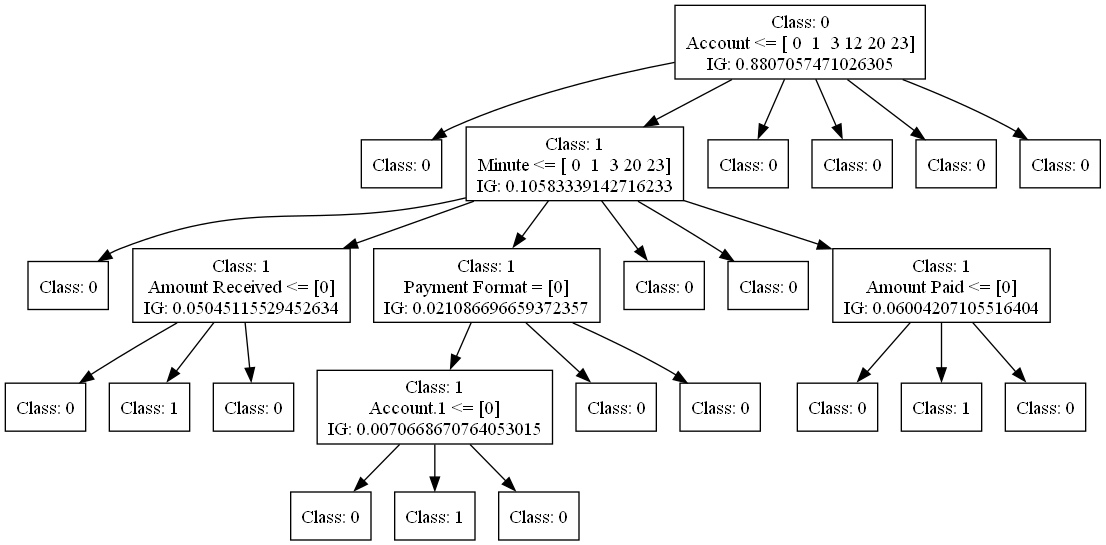 Class: 0
Account <= [ 0  1  3 12 20 23]
IG: 0.8807057471026305
Class: 0
Class: 1
Minute <= [ 0  1  3 20 23]
IG: 0.10583339142716233
Class: 0
Class: 0
Class: 0
Class: 0
Class: 0
Class: 1
Amount Received <= [0]
IG: 0.05045115529452634
Class: 1
Payment Format = [0]
IG: 0.021086696659372357
Class: 0
Class: 0
Class: 1
Amount Paid <= [0]
IG: 0.06004207105516404
Class: 0
Class: 1
Class: 0
Class: 1
Account.1 <= [0]
IG: 0.0070668670764053015
Class: 0
Class: 0
Class: 0
Class: 1
Class: 0
Class: 0
Class: 1
Class: 0